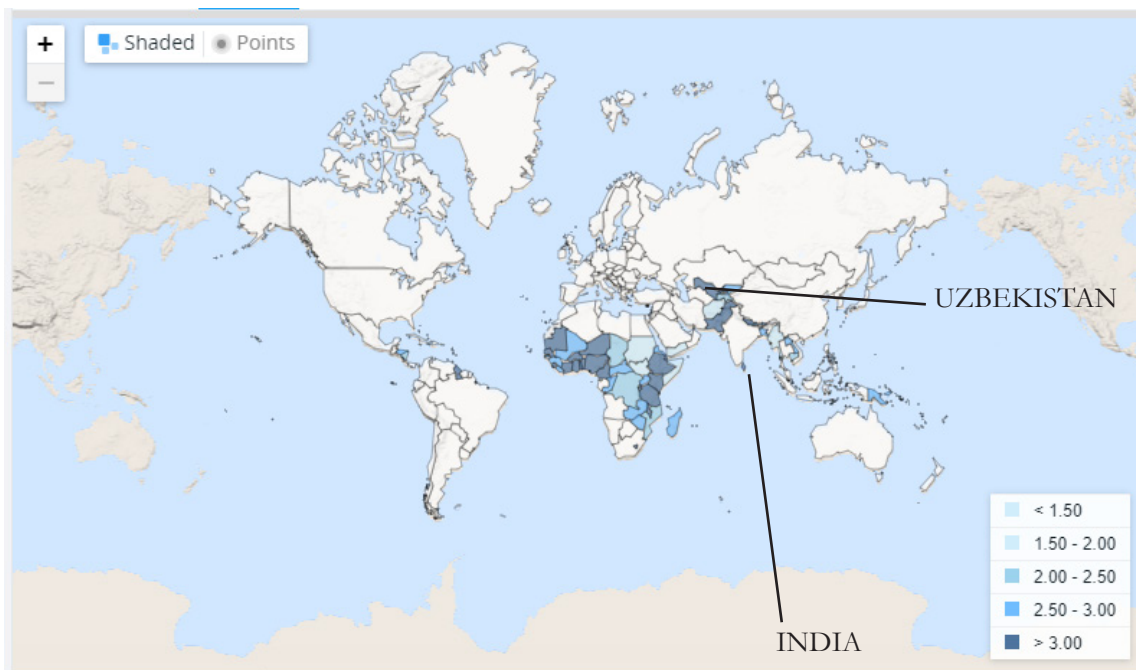 +
Shaded Points
−
UZBEKISTAN
< 1.50
1.50 - 2.00
2.00 - 2.50
2.50 - 3.00
> 3.00
INDIA